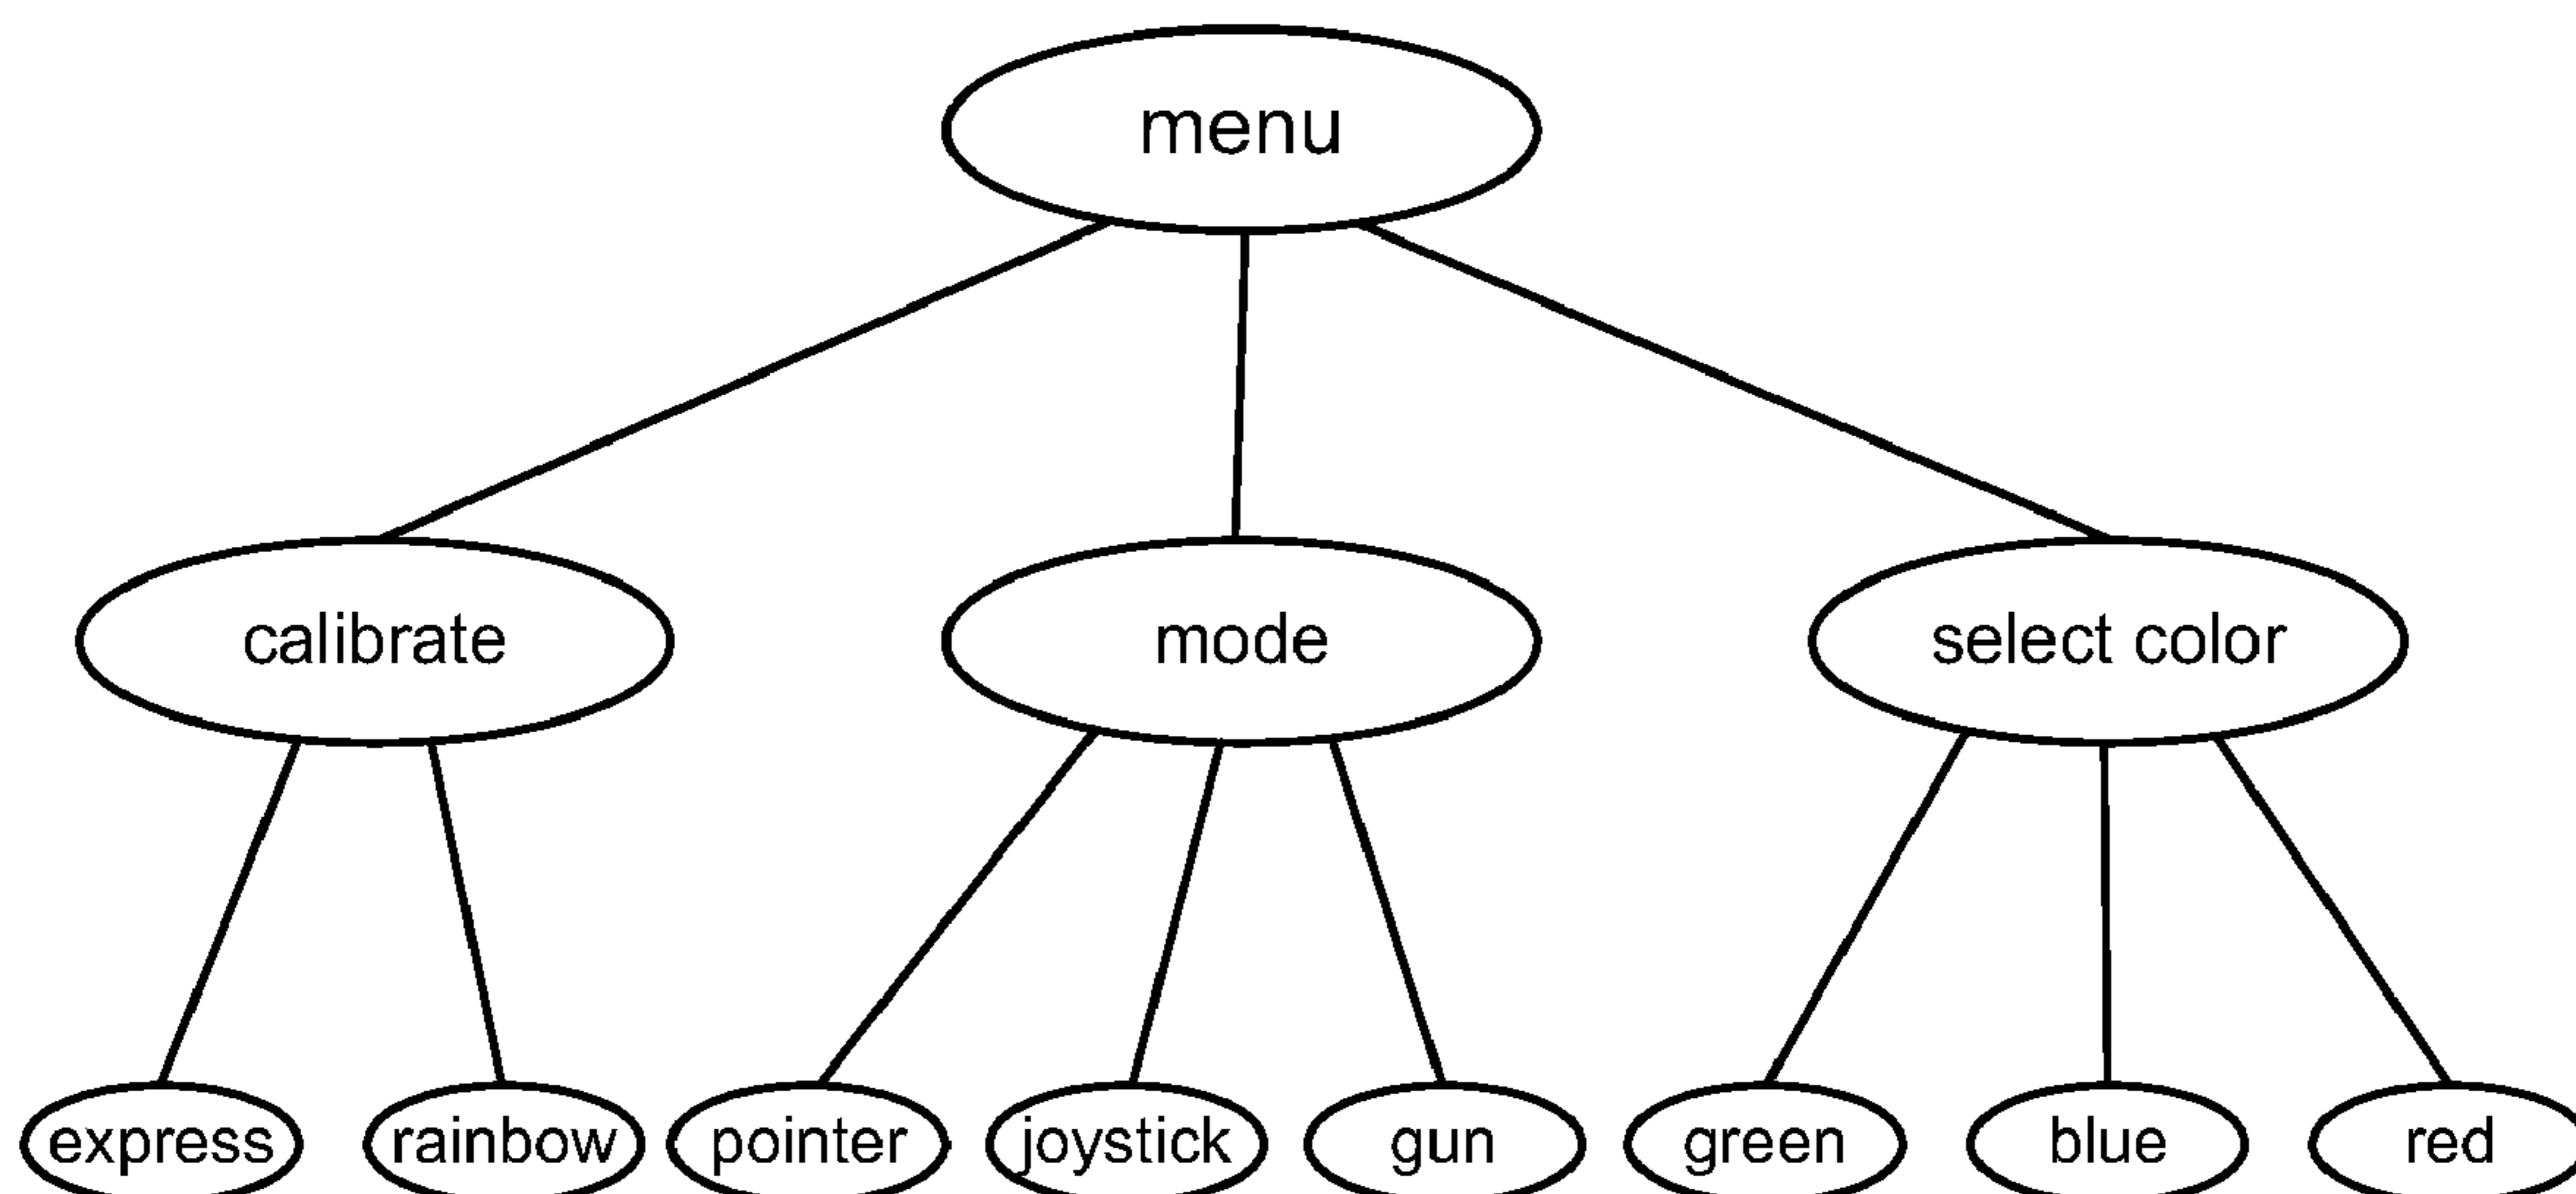 menu
calibrate
mode
select color
express
rainbow
pointer
joystick
gun
green
blue
red